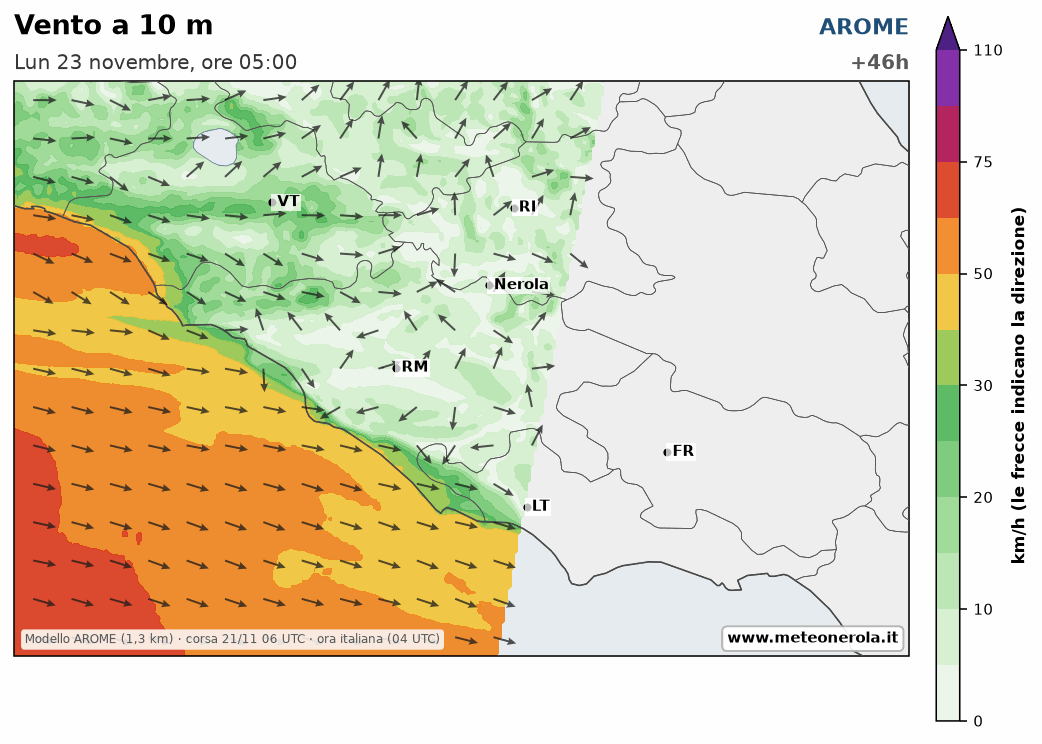 Vento a 10 m
AROME
Lun 23 novembre, ore 05:00
+46h
VT
RI
Nerola
RM
FR
LT
Modello AROME (1,3 km) · corsa 21/11 06 UTC · ora italiana (04 UTC)
www.meteonerola.it
110
75
50
30
20
10
0
km/h (le frecce indicano la direzione)